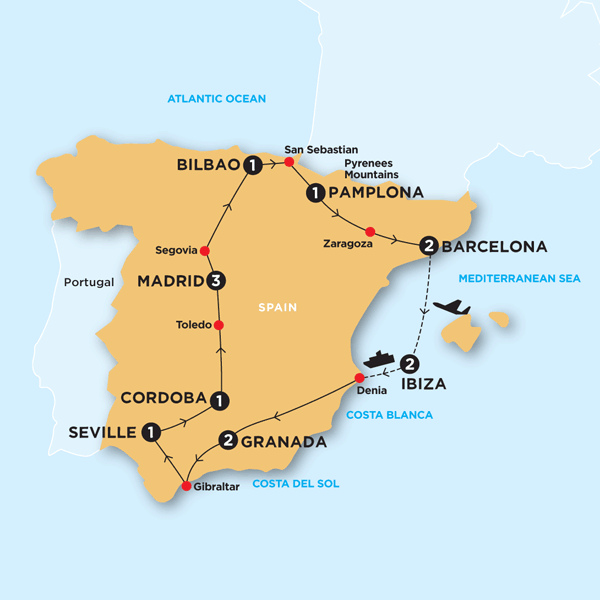 ATLANTIC OCEAN
San Sebastian
BILBAO 1
Pyrenees
Mountains
1 PAMPLONA
Zaragoza
2 BARCELONA
Segovia
MEDITERRANEAN SEA
Portugal
MADRID 3
SPAIN
Toledo
2
IBIZA
Denia
CORDOBA 1
COSTA BLANCA
SEVILLE 1
2 GRANADA
Gibraltar
COSTA DEL SOL